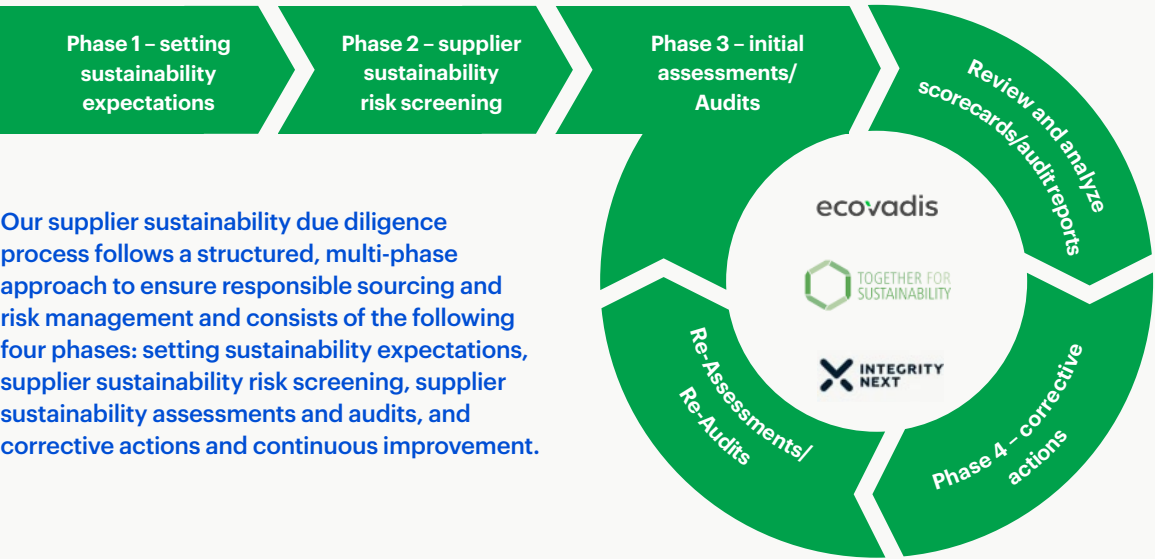 Phase 1 – setting
sustainability
expectations
Phase 2 – supplier
sustainability
risk screening
Phase 3 – initial
assessments/
Audits
Review and analyze
scorecards/audit reports
Phase 4 – corrective
actions
Re-Assessments/
Re-Audits
ecovadis
TOGETHER FOR
SUSTAINABILITY
INTEGRITY
NEXT
Our supplier sustainability due diligence
process follows a structured, multi-phase
approach to ensure responsible sourcing and
risk management and consists of the following
four phases: setting sustainability expectations,
supplier sustainability risk screening, supplier
sustainability assessments and audits, and
corrective actions and continuous improvement.